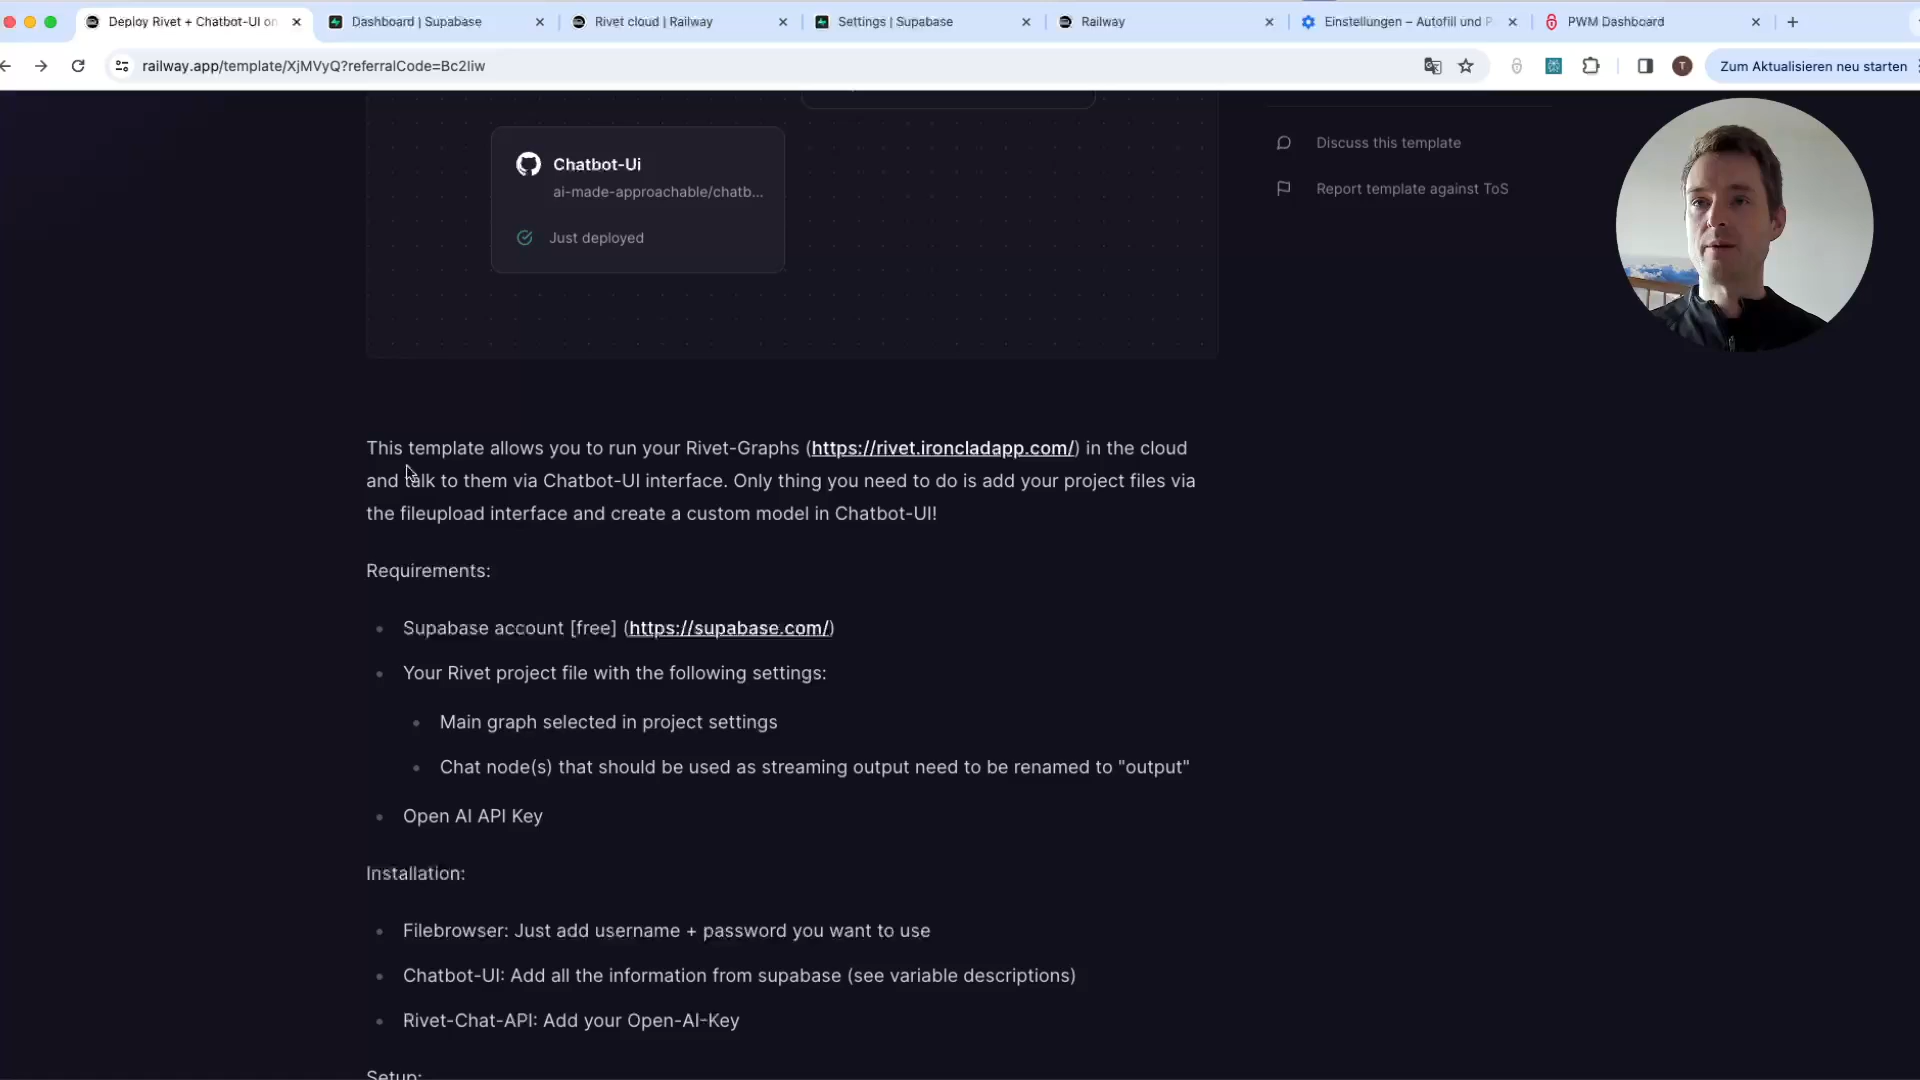 Deploy Rivet + Chatbot-UI on
Dashboard | Supabase
Rivet cloud | Railway
Settings | Supabase
Railway
Einstellungen – Autofill und P
PWM Dashboard
railway.app/template/XjMVyQ?referralCode=Bc2liw
T
Zum Aktualisieren neu starten
Chatbot-Ui
ai-made-approachable/chatb...
Just deployed
Discuss this template
Report template against ToS
This template allows you to run your Rivet-Graphs (https://rivet.ironcladapp.com/) in the cloud
and talk to them via Chatbot-UI interface. Only thing you need to do is add your project files via
the fileupload interface and create a custom model in Chatbot-UI!
Requirements:
Supabase account [free] (https://supabase.com/)
Your Rivet project file with the following settings:
Main graph selected in project settings
Chat node(s) that should be used as streaming output need to be renamed to "output"
Open AI API Key
Installation:
Filebrowser: Just add username + password you want to use
Chatbot-UI: Add all the information from supabase (see variable descriptions)
Rivet-Chat-API: Add your Open-AI-Key
Setup: